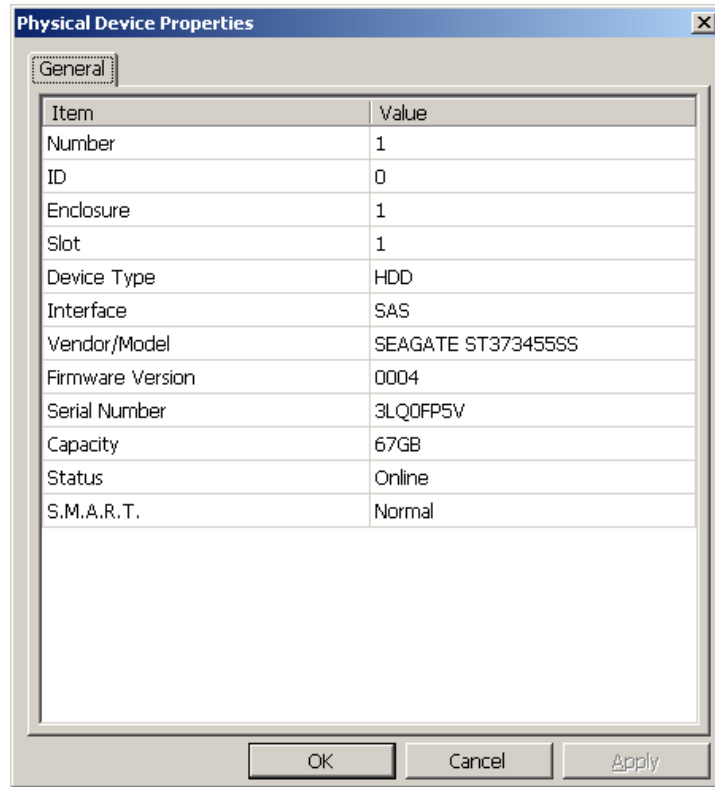 Physical Device Properties
General
Item Value
Number 1
ID 0
Enclosure 1
Slot 1
Device Type HDD
Interface SAS
Vendor/Model SEAGATE ST373455SS
Firmware Version 0004
Serial Number 3LQ0FP5V
Capacity 67GB
Status Online
S.M.A.R.T. Normal
OK Cancel Apply